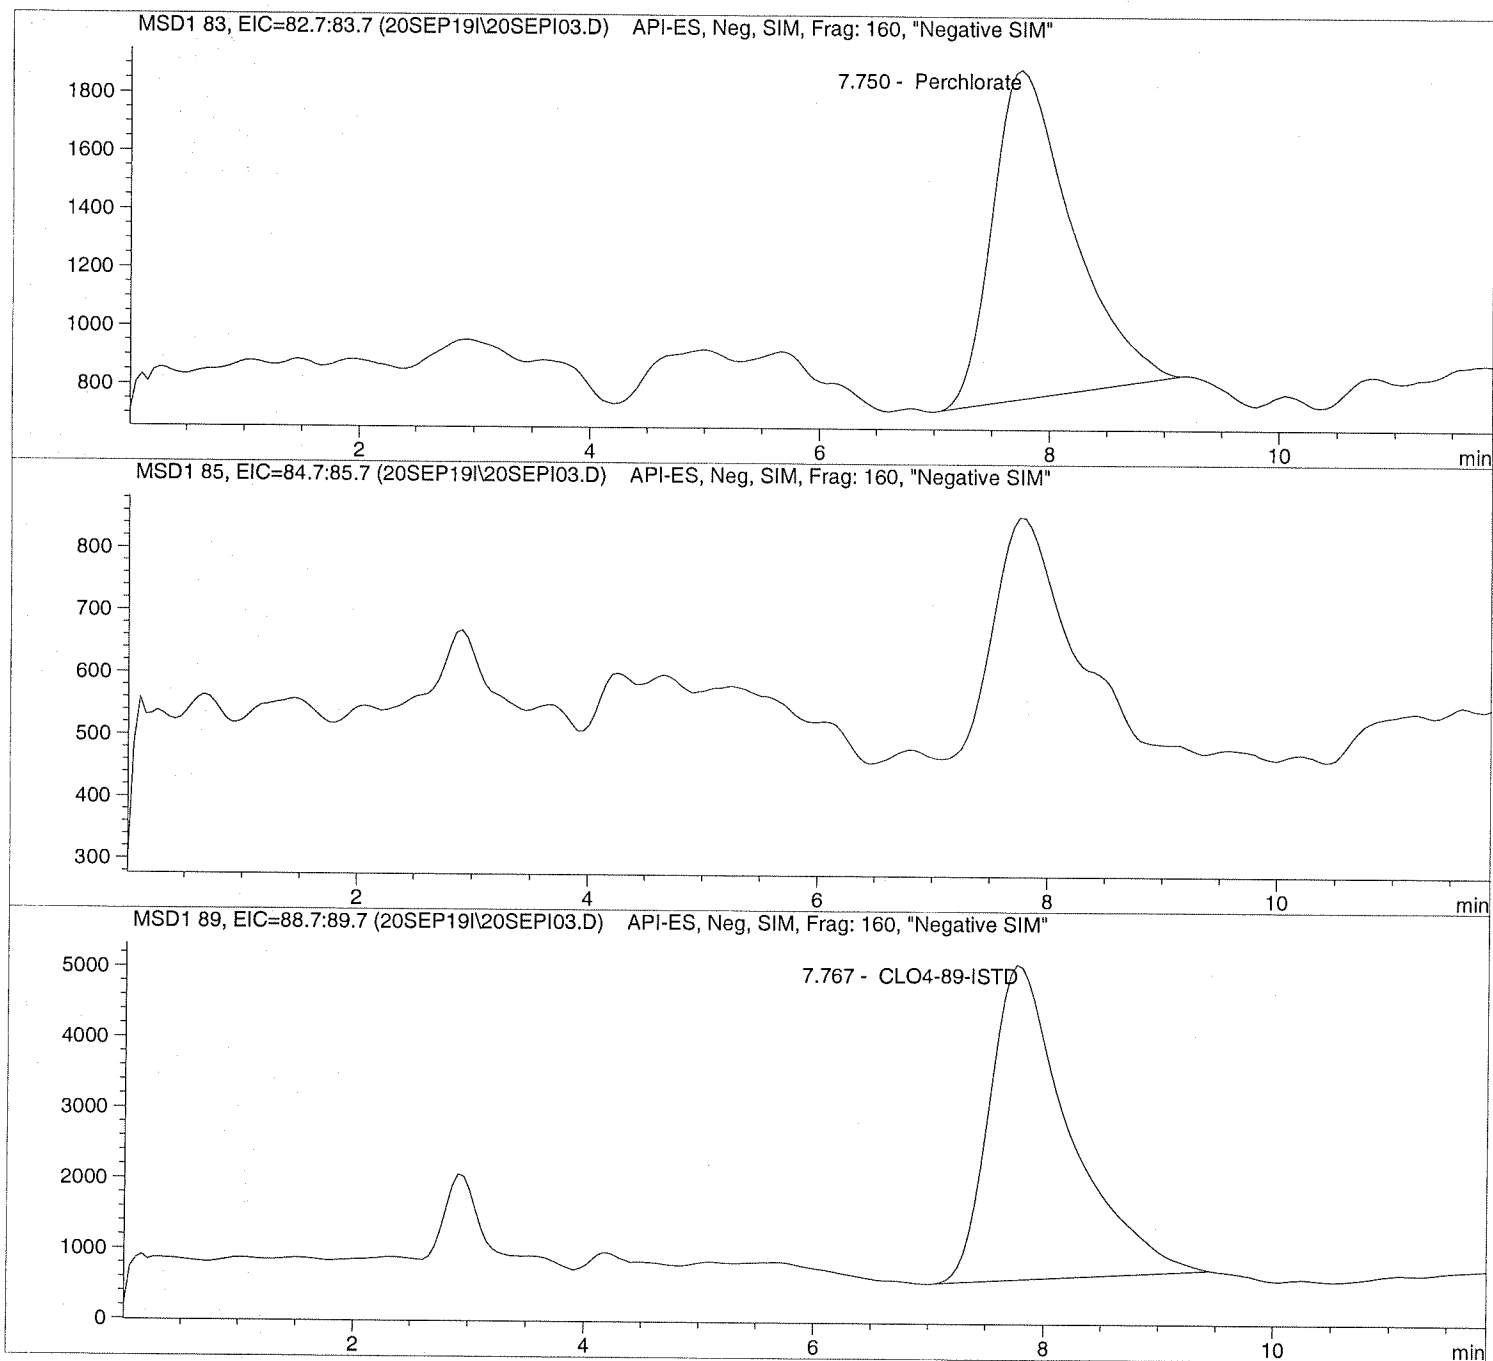 MSD1 83, EIC=82.7:83.7 (20SEP19I\20SEPI03.D) API-ES, Neg, SIM, Frag: 160, "Negative SIM"
7.750 - Perchlorate
1800
1600
1400
1200
1000
800
2 4 6 8 10 min
MSD1 85, EIC=84.7:85.7 (20SEP19I\20SEPI03.D) API-ES, Neg, SIM, Frag: 160, "Negative SIM"
800
700
600
500
400
300
2 4 6 8 10 min
MSD1 89, EIC=88.7:89.7 (20SEP19I\20SEPI03.D) API-ES, Neg, SIM, Frag: 160, "Negative SIM"
7.767 - CLO4-89-ISTD
5000
4000
3000
2000
1000
0
2 4 6 8 10 min